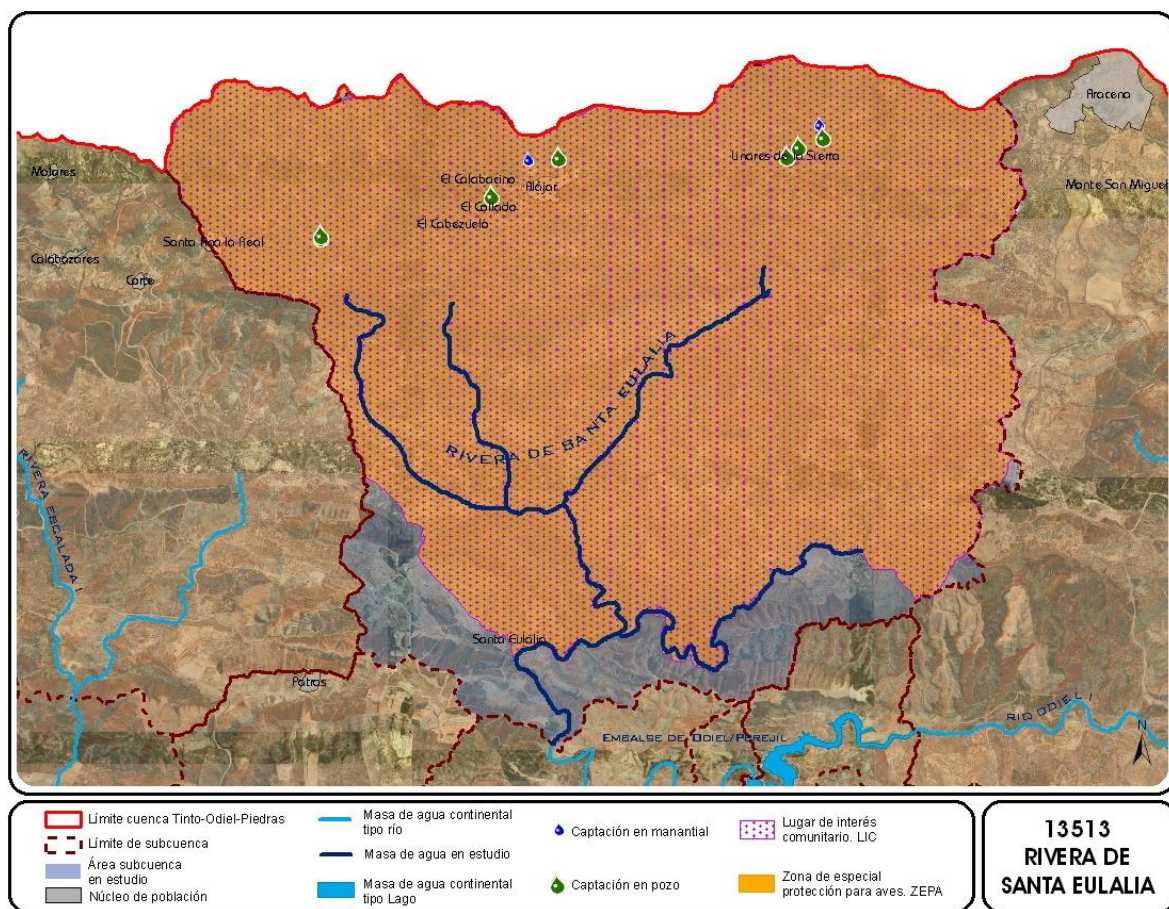 Aracena
Molares
Linares de la Sierra
El Calabacino
Alájar
Monte San Miguel
El Collado
El Cabezuelo
Santa Ana la Real
Calabazares
Corte
RIVERA DE SANTA EULALIA
RIVERA ESCALADA I
Santa Eulalia
Patras
RIO ODIEL I
EMBALSE DE ODIEL/PEREJIL
N
Límite cuenca Tinto-Odiel-Piedras
Límite de subcuenca
Área subcuenca
en estudio
Núcleo de población
Masa de agua continental
tipo río
Masa de agua en estudio
Masa de agua continental
tipo Lago
Captación en manantial
Captación en pozo
Lugar de interés
comunitario. LIC
Zona de especial
protección para aves. ZEPA
13513
RIVERA DE
SANTA EULALIA